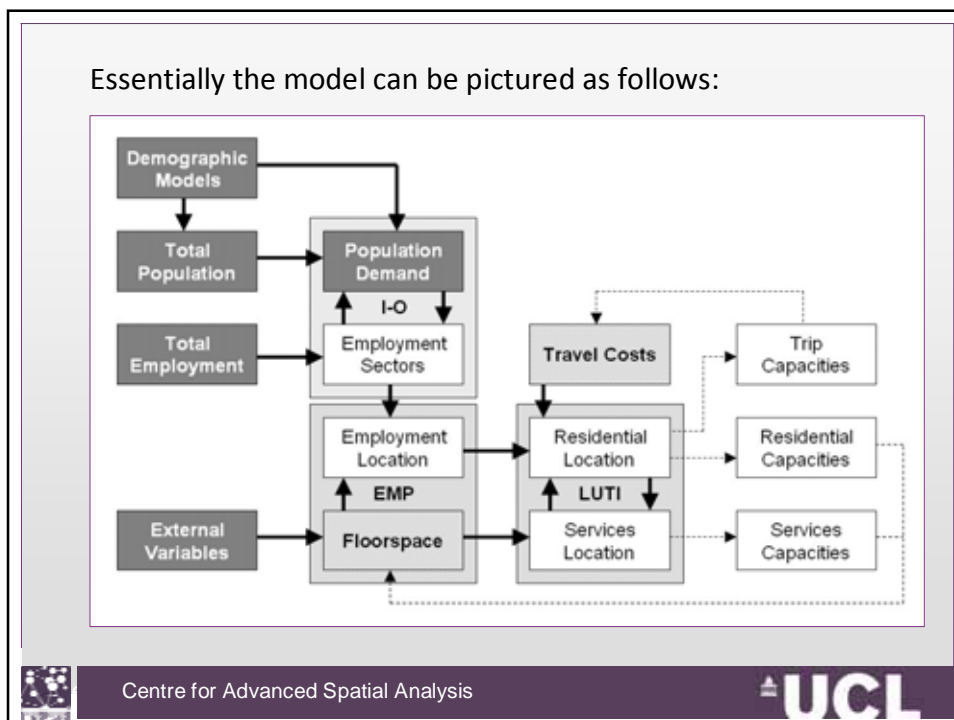 Essentially the model can be pictured as follows:
Demographic
Models
Total
Population
Population
Demand
I-O
Total
Employment
Employment
Sectors
Travel Costs
Trip
Capacities
Employment
Location
Residential
Location
Residential
Capacities
EMP
LUTI
External
Variables
Floorspace
Services
Location
Services
Capacities
Centre for Advanced Spatial Analysis
UCL